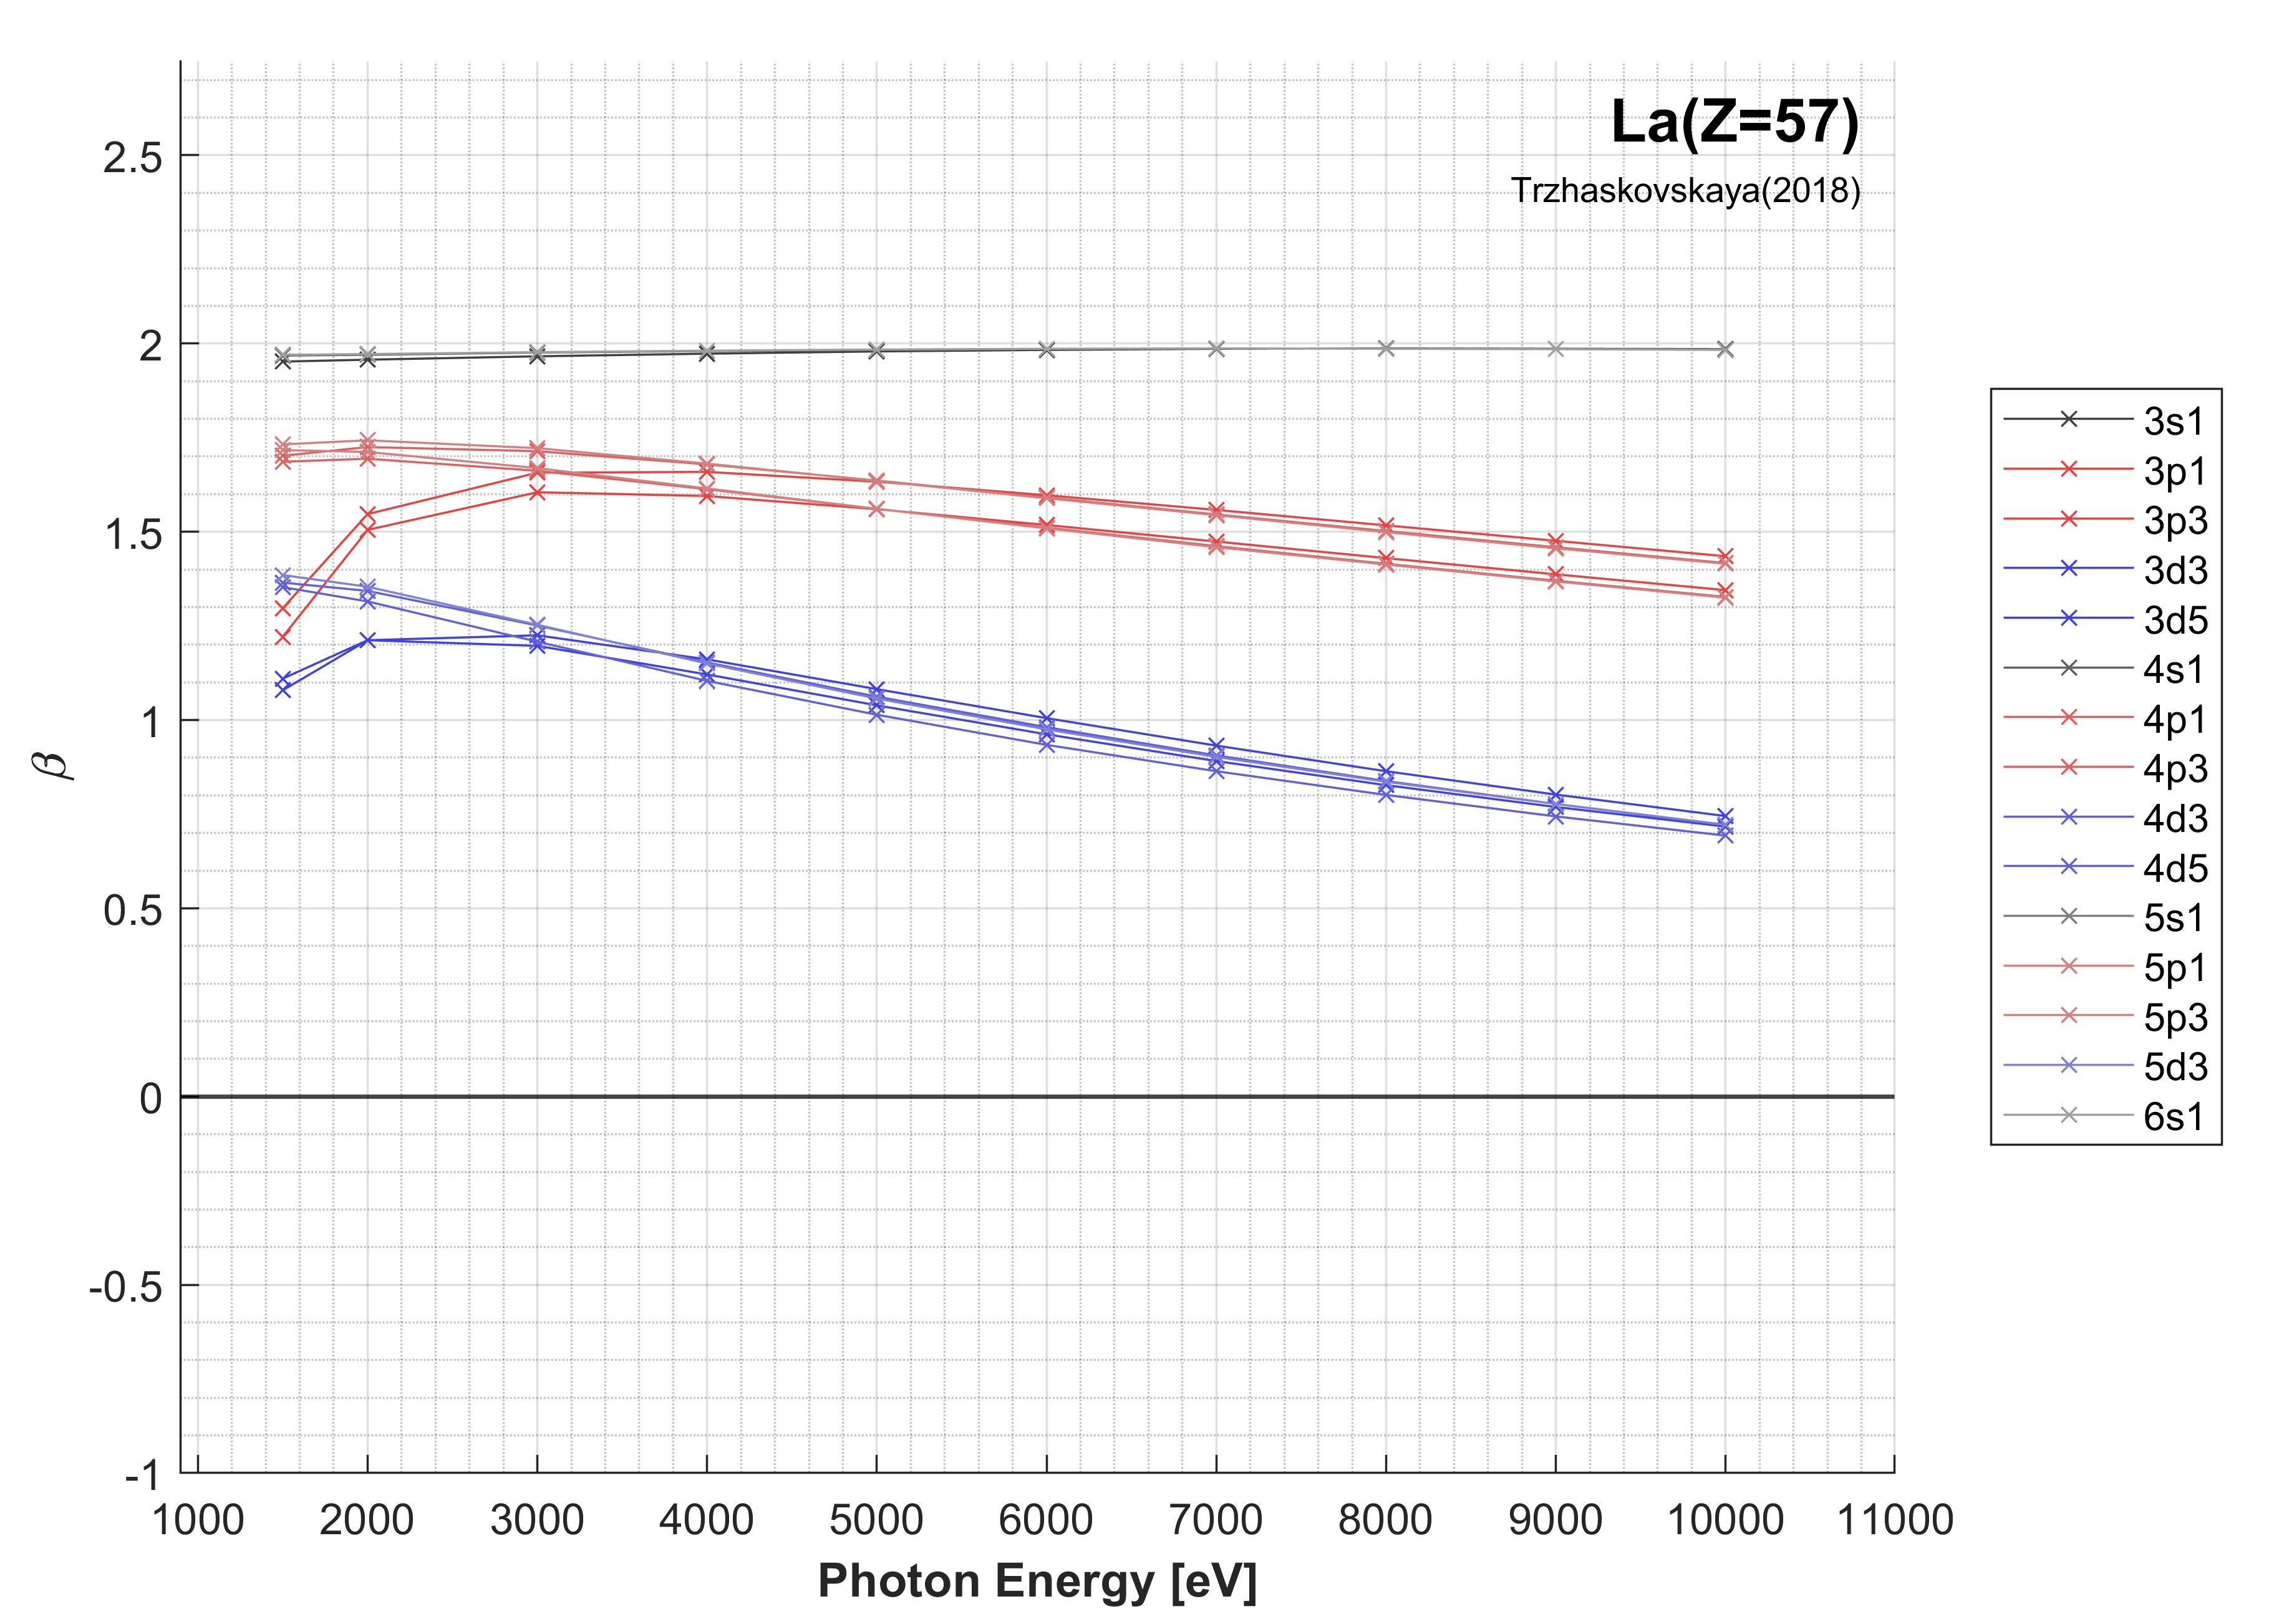 La(Z=57)
Trzhaskovskaya(2018)
2.5
2
1.5
1
0.5
0
-0.5
-1
β
1000 2000 3000 4000 5000 6000 7000 8000 9000 10000 11000
Photon Energy [eV]
3s1
3p1
3p3
3d3
3d5
4s1
4p1
4p3
4d3
4d5
5s1
5p1
5p3
5d3
6s1